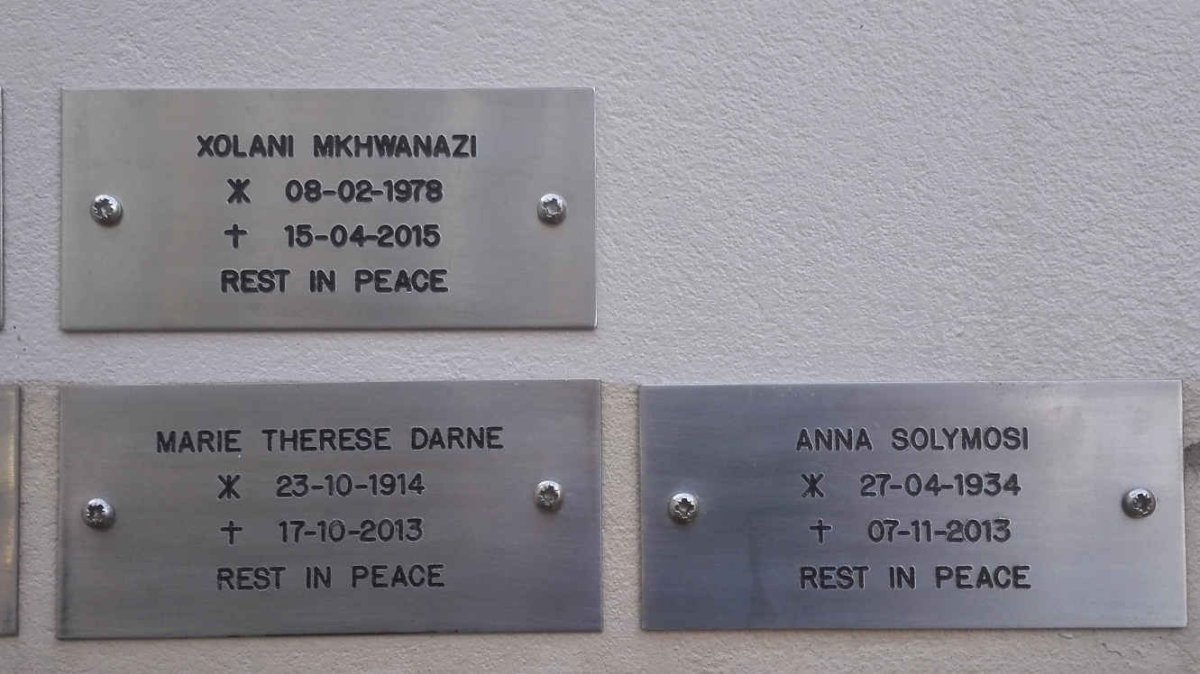 XOLANI MKHWANAZI
Ж 08-02-1978
† 15-04-2015
REST IN PEACE
MARIE THERESE DARNE
Ж 23-10-1914
† 17-10-2013
REST IN PEACE
ANNA SOLYMOSI
Ж 27-04-1934
† 07-11-2013
REST IN PEACE